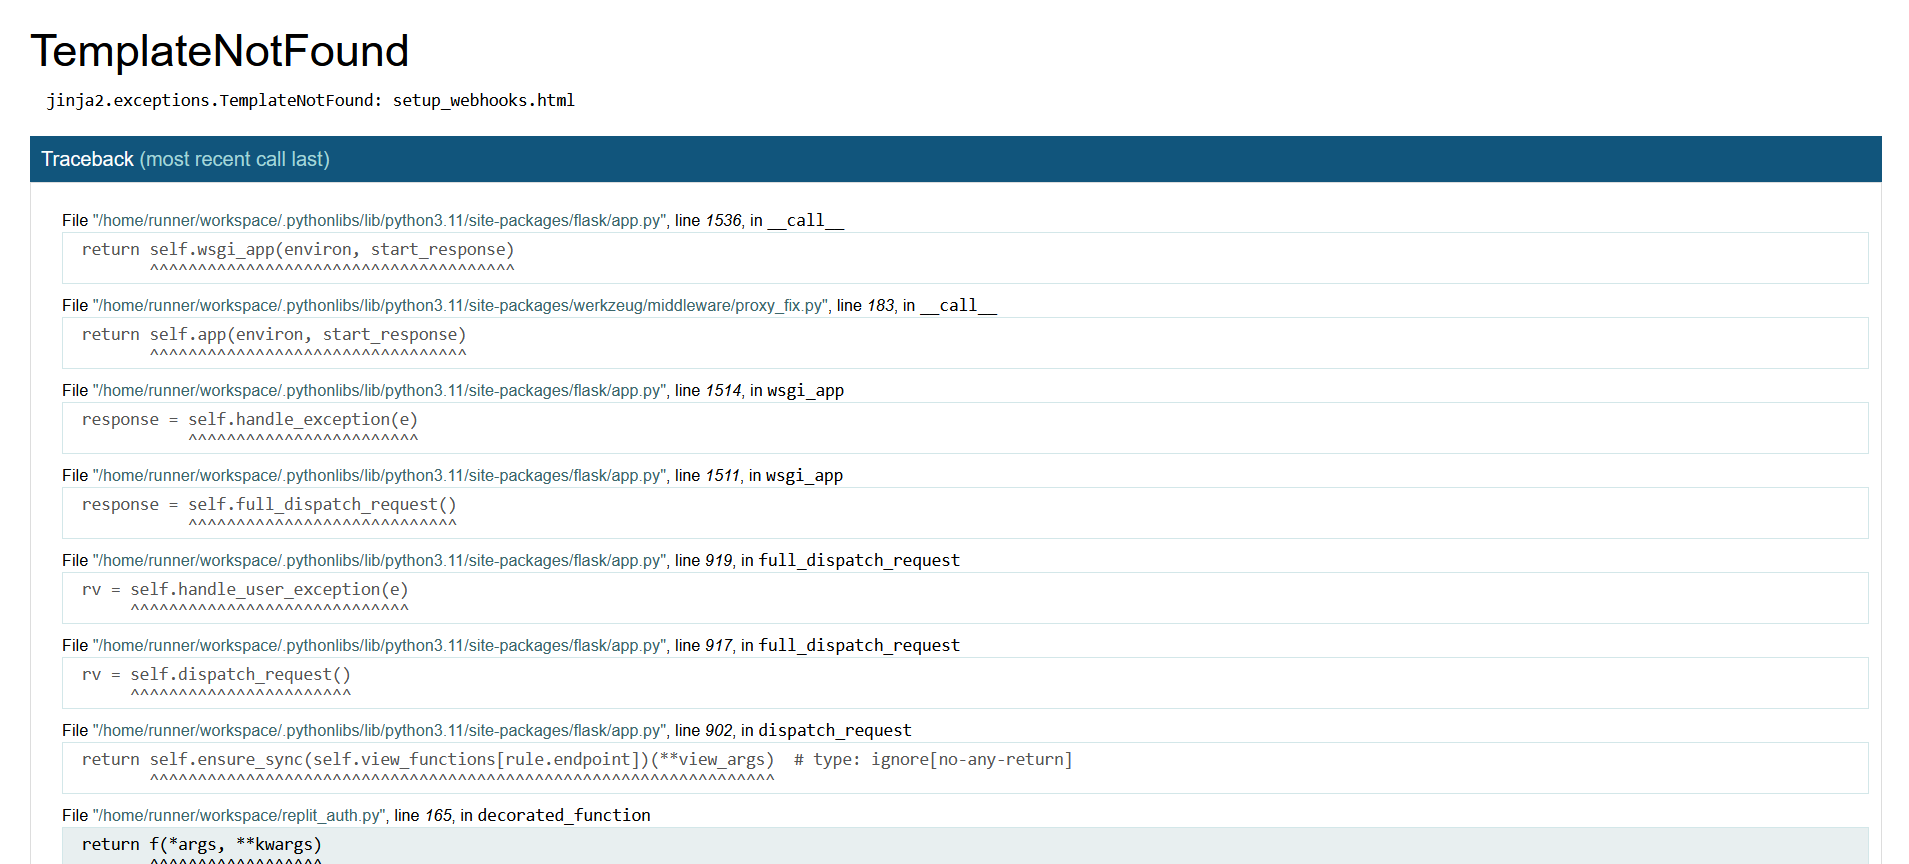 TemplateNotFound
jinja2.exceptions.TemplateNotFound: setup_webhooks.html
Traceback (most recent call last)
File "/home/runner/workspace/.pythonlibs/lib/python3.11/site-packages/flask/app.py", line 1536, in __call__
return self.wsgi_app(environ, start_response)
^^^^^^^^^^^^^^^^^^^^^^^^^^^^^^^^^^^^^^
File "/home/runner/workspace/.pythonlibs/lib/python3.11/site-packages/werkzeug/middleware/proxy_fix.py", line 183, in __call__
return self.app(environ, start_response)
^^^^^^^^^^^^^^^^^^^^^^^^^^^^^^^^^
File "/home/runner/workspace/.pythonlibs/lib/python3.11/site-packages/flask/app.py", line 1514, in wsgi_app
response = self.handle_exception(e)
^^^^^^^^^^^^^^^^^^^^^^^^
File "/home/runner/workspace/.pythonlibs/lib/python3.11/site-packages/flask/app.py", line 1511, in wsgi_app
response = self.full_dispatch_request()
^^^^^^^^^^^^^^^^^^^^^^^^^^^^
File "/home/runner/workspace/.pythonlibs/lib/python3.11/site-packages/flask/app.py", line 919, in full_dispatch_request
rv = self.handle_user_exception(e)
^^^^^^^^^^^^^^^^^^^^^^^^^^^^^
File "/home/runner/workspace/.pythonlibs/lib/python3.11/site-packages/flask/app.py", line 917, in full_dispatch_request
rv = self.dispatch_request()
^^^^^^^^^^^^^^^^^^^^^^^
File "/home/runner/workspace/.pythonlibs/lib/python3.11/site-packages/flask/app.py", line 902, in dispatch_request
return self.ensure_sync(self.view_functions[rule.endpoint])(**view_args)  # type: ignore[no-any-return]
^^^^^^^^^^^^^^^^^^^^^^^^^^^^^^^^^^^^^^^^^^^^^^^^^^^^^^^^^^^^^^^^^
File "/home/runner/workspace/replit_auth.py", line 165, in decorated_function
return f(*args, **kwargs)
^^^^^^^^^^^^^^^^^^